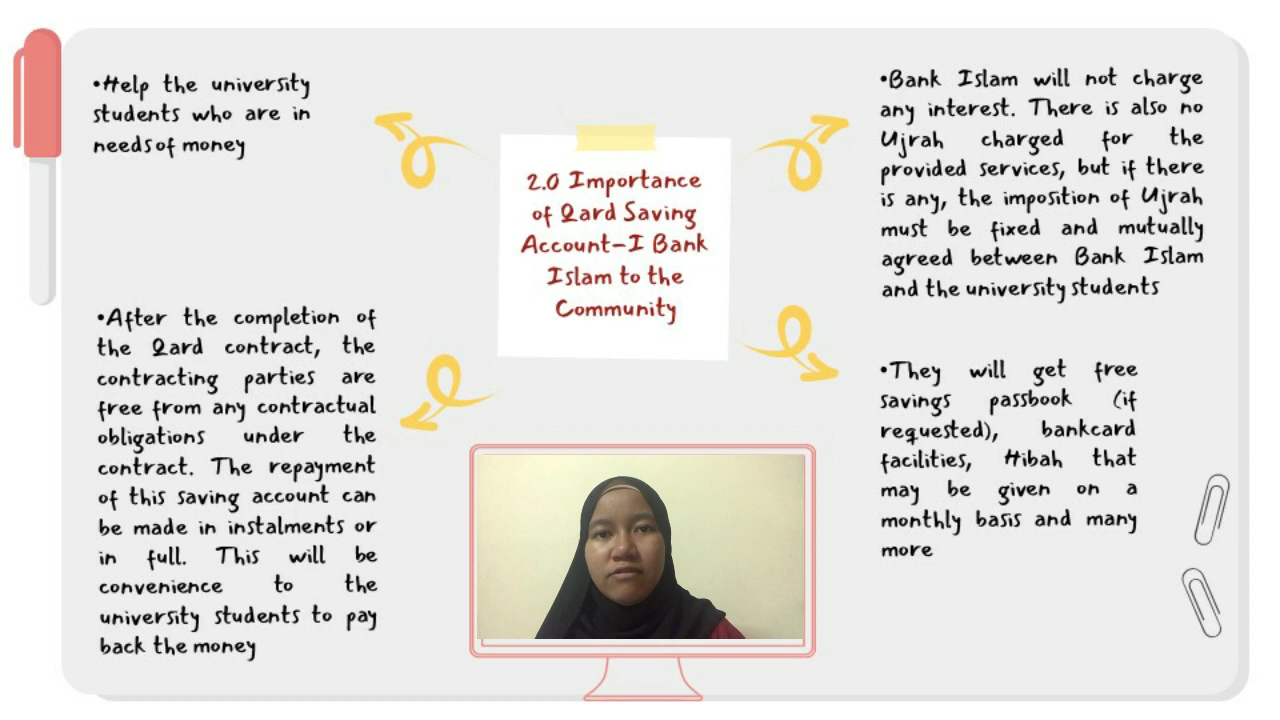 •Help the university
students who are in
needs of money
2.0 Importance
of Qard Saving
Account-I Bank
Islam to the
Community
•Bank Islam will not charge
any interest. There is also no
Ujrah charged for the
provided services, but if there
is any, the imposition of Ujrah
must be fixed and mutually
agreed between Bank Islam
and the university students
•After the completion of
the Qard contract, the
contracting parties are
free from any contractual
obligations under the
contract. The repayment
of this saving account can
be made in instalments or
in full. This will be
convenience to the
university students to pay
back the money
•They will get free
savings passbook (if
requested), bankcard
facilities, Hibah that
may be given on a
monthly basis and many
more